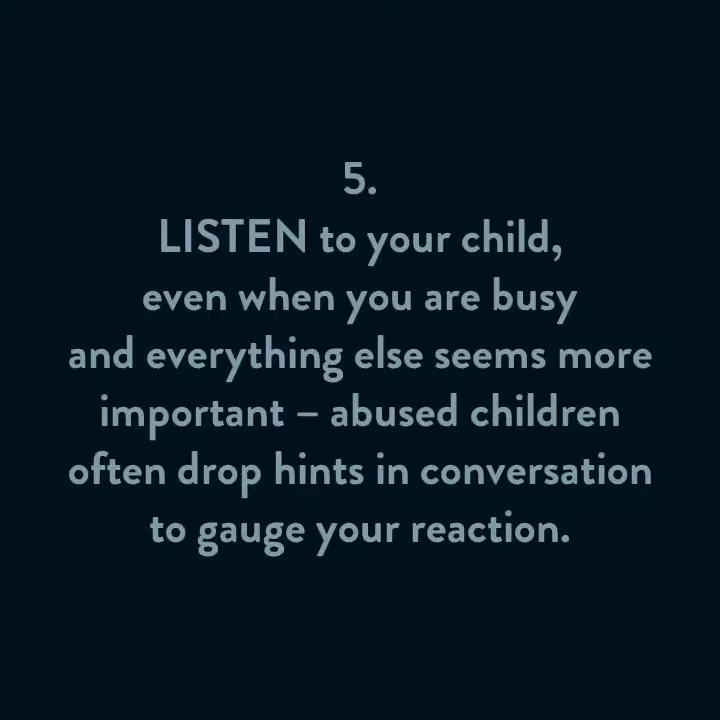 5.
LISTEN to your child,
even when you are busy
and everything else seems more
important – abused children
often drop hints in conversation
to gauge your reaction.